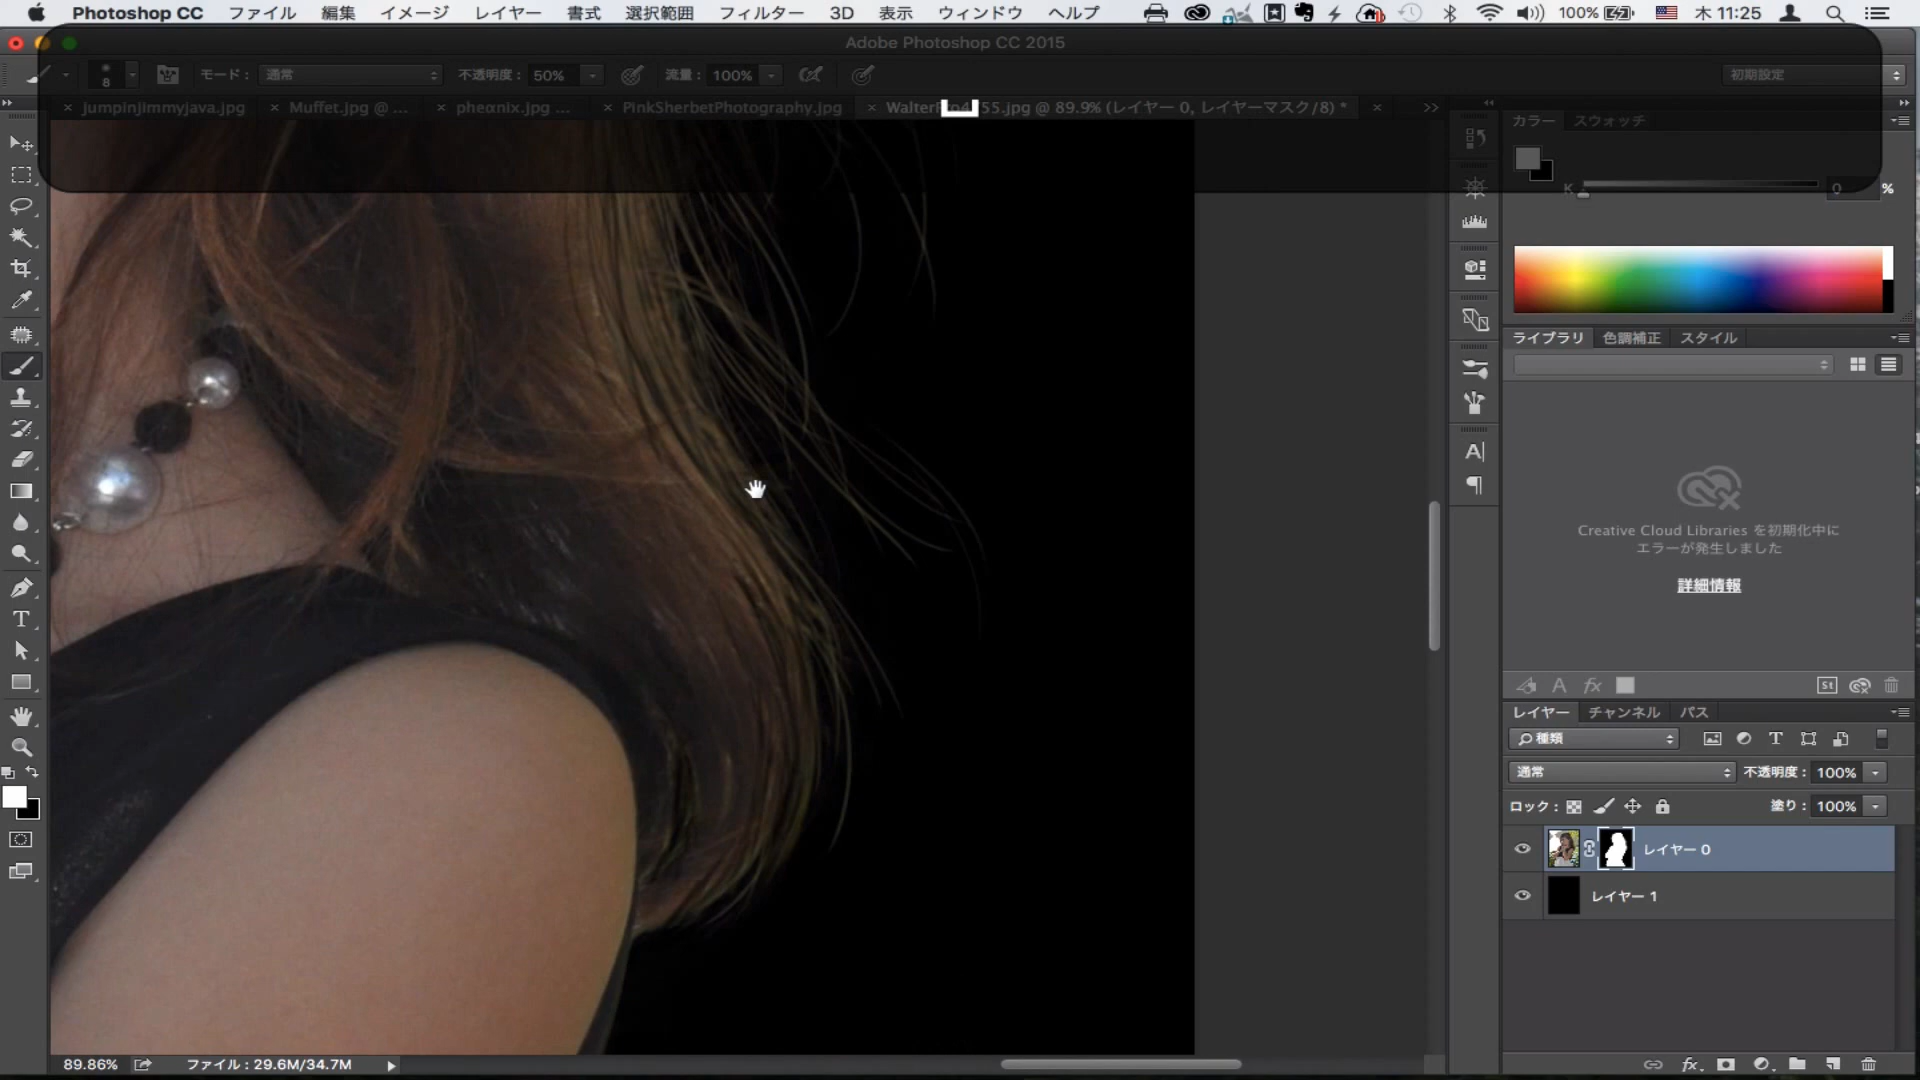 Photoshop CC ファイル 編集 イメージ レイヤー 書式 選択範囲 フィルター 3D 表示 ウィンドウ ヘルプ 100% 木 11:25
Adobe Photoshop CC 2015
8 モード： 通常 不透明度： 50% 流量： 100% 初期設定
jumpinjimmyjava.jpg Muffet.jpg @ ... pheonix.jpg ... PinkSherbetPhotography.jpg 55.jpg @ 89.9% (レイヤー 0, レイヤーマスク/8) *
カラー スウォッチ
K 0 %
ライブラリ 色調補正 スタイル
Creative Cloud Libraries を初期化中に
エラーが発生しました
詳細情報
St
レイヤー チャンネル パス
種類
通常 不透明度： 100%
ロック： 塗り： 100%
レイヤー 0
レイヤー 1
89.86% ファイル : 29.6M/34.7M